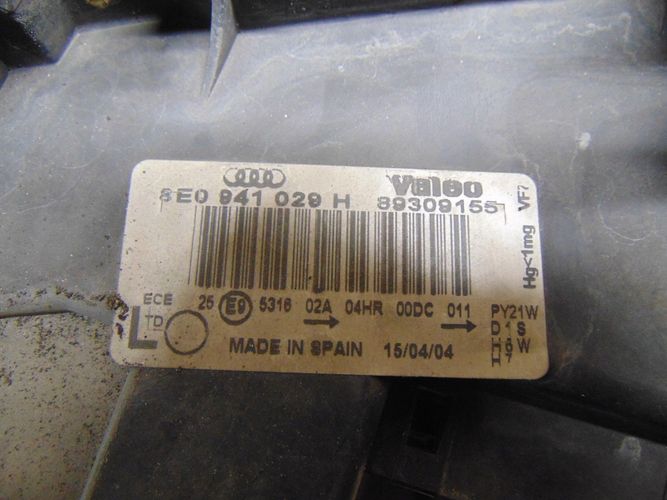 Valeo
8E0 941 029 H 89309155
VF7
Hg<1mg
ECE 25 E9 5316 02A 04HR 00DC 011 PY21W
L TD D1S
H6W
H7
MADE IN SPAIN 15/04/04